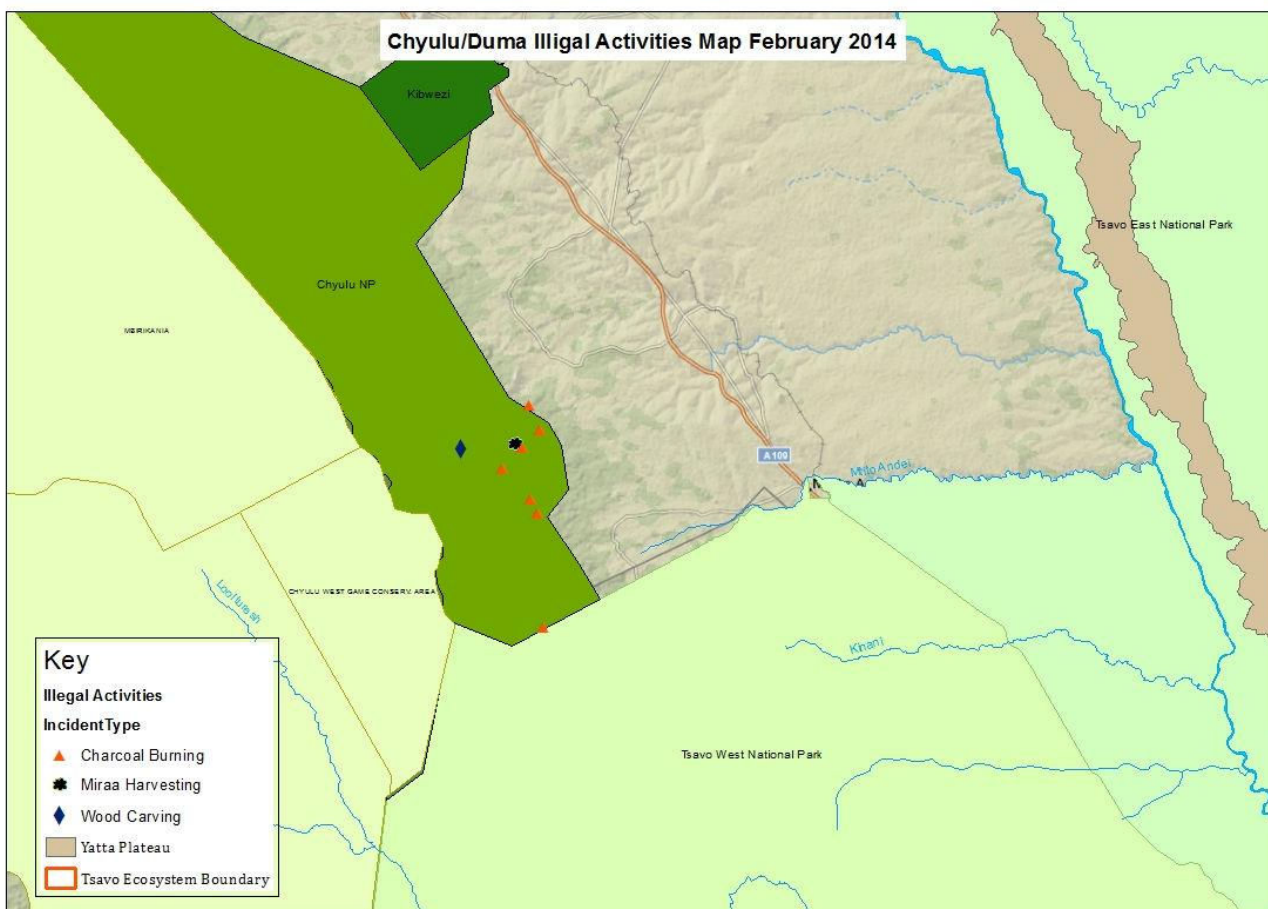 Chyulu/Duma Illigal Activities Map February 2014
Kibwezi
Tsavo East National Park
Chyulu NP
MBIRIKANIA
A 109
Mtito Andei
CHYULU WEST GAME CONSERV. AREA
Kinani
Tsavo West National Park
Key
Illegal Activities
IncidentType
Charcoal Burning
Miraa Harvesting
Wood Carving
Yatta Plateau
Tsavo Ecosystem Boundary